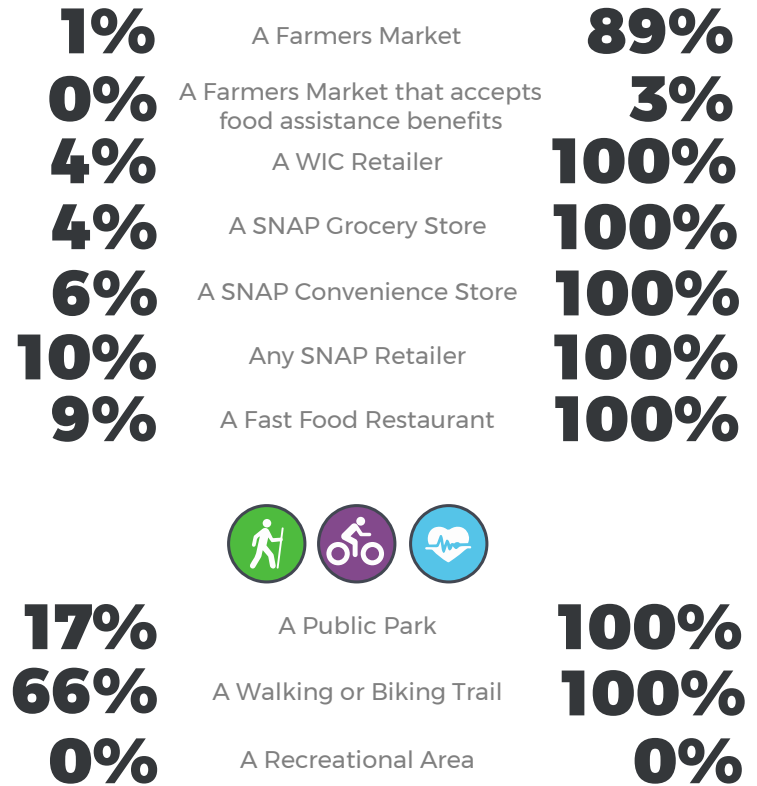 1% A Farmers Market 89%
0% A Farmers Market that accepts 3%
food assistance benefits
4% A WIC Retailer 100%
4% A SNAP Grocery Store 100%
6% A SNAP Convenience Store 100%
10% Any SNAP Retailer 100%
9% A Fast Food Restaurant 100%
17% A Public Park 100%
66% A Walking or Biking Trail 100%
0% A Recreational Area 0%